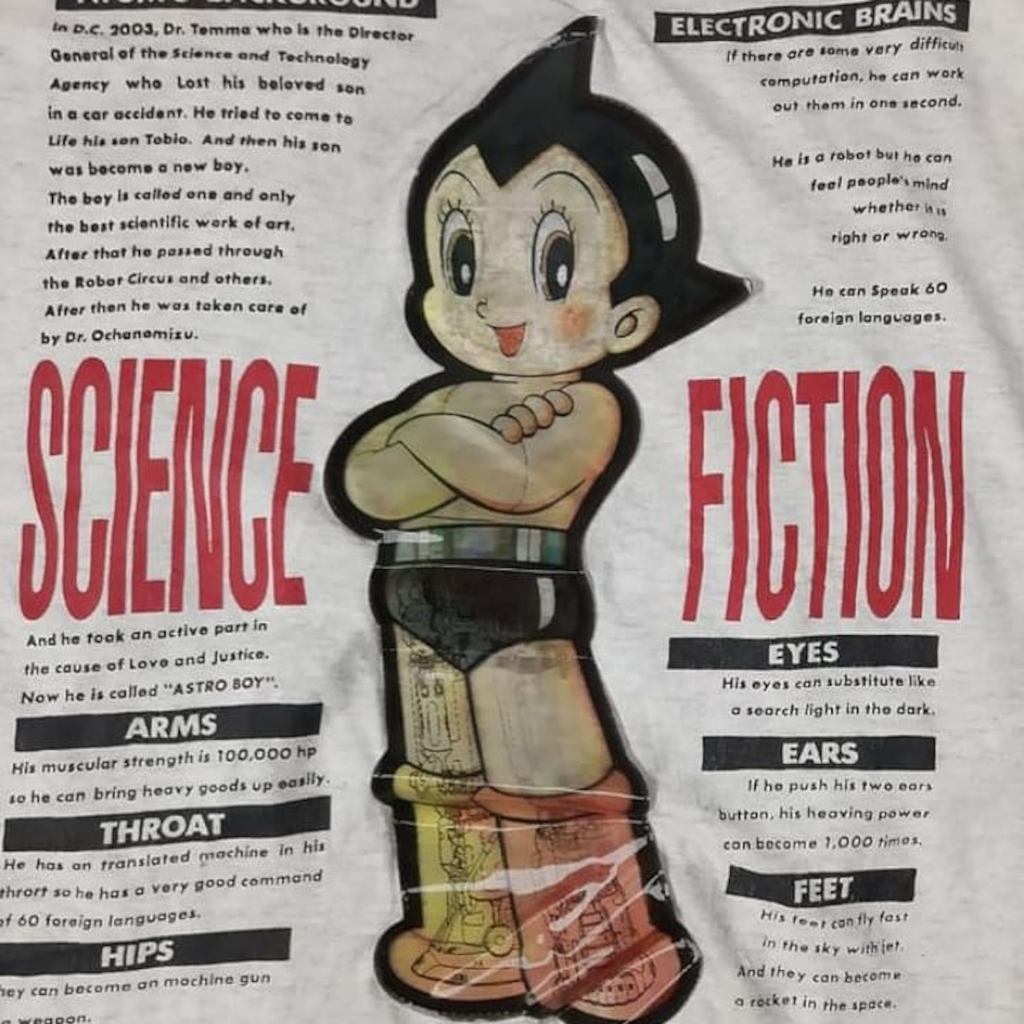 BACKGROUND
In D.C. 2003, Dr. Temma who is the Director
General of the Science and Technology
Agency who Lost his beloved son
in a car accident. He tried to come to
Life his son Tobio. And then his son
was become a new boy.
The boy is called one and only
the best scientific work of art.
After that he passed through
the Robot Circus and others.
After then he was taken care of
by Dr. Ochanomizu.
SCIENCE
And he took an active part in
the cause of Love and Justice.
Now he is called "ASTRO BOY".
ARMS
His muscular strength is 100,000 hp
so he can bring heavy goods up easily.
THROAT
He has an translated machine in his
thrort so he has a very good command
of 60 foreign languages.
HIPS
hey can become an machine gun
weapon.
ELECTRONIC BRAINS
If there are some very difficult
computation, he can work
out them in one second.
He is a robot but he can
feel people's mind
whether it is
right or wrong.
He can Speak 60
foreign languages.
FICTION
EYES
His eyes can substitute like
a search light in the dark.
EARS
If he push his two ears
button, his heaving power
can become 1,000 times.
FEET
His feet can fly fast
in the sky with jet.
And they can become
a rocket in the space.